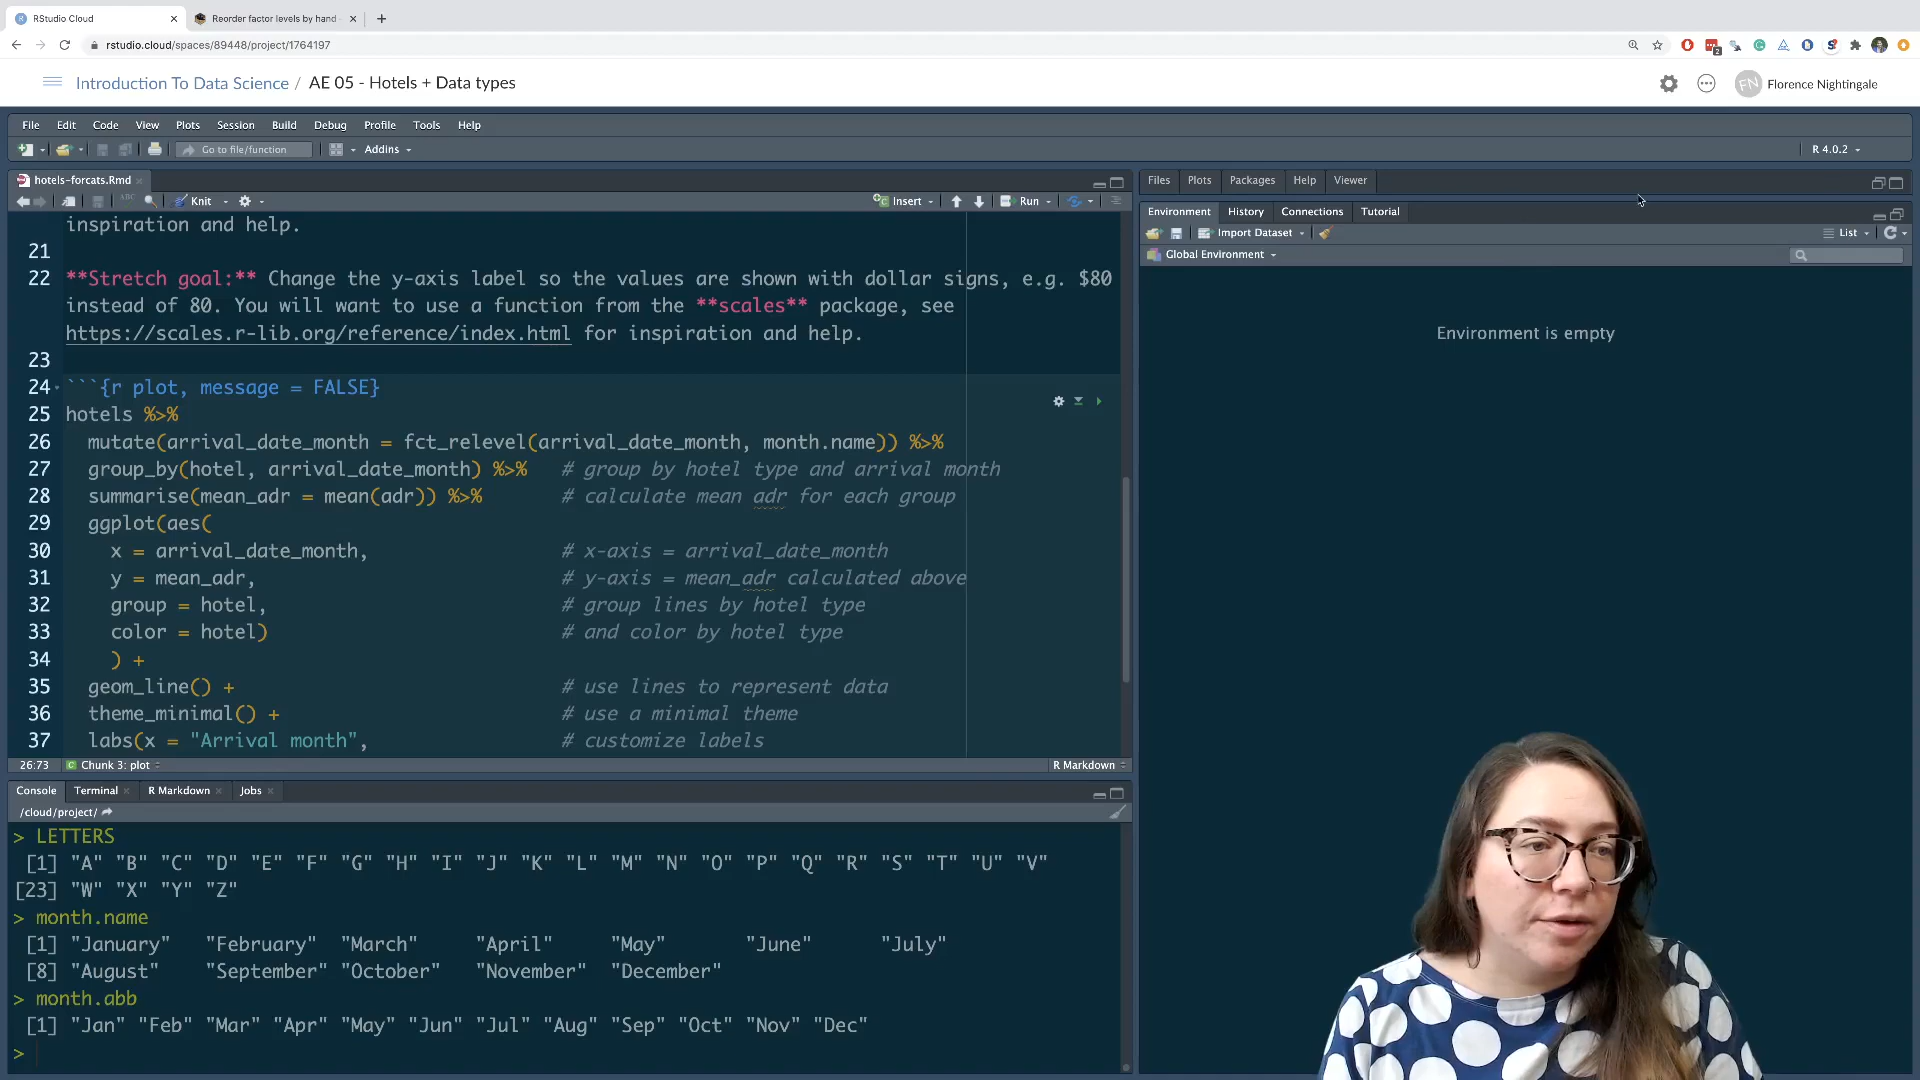 RStudio Cloud
Reorder factor levels by hand
rstudio.cloud/spaces/89448/project/1764197
Introduction To Data Science / AE 05 - Hotels + Data types
FN
Florence Nightingale
File Edit Code View Plots Session Build Debug Profile Tools Help
Go to file/function
Addins
R 4.0.2
hotels-forcats.Rmd
ABC
Knit
Insert
Run
inspiration and help.
21
22 **Stretch goal:** Change the y-axis label so the values are shown with dollar signs, e.g. $80
instead of 80. You will want to use a function from the **scales** package, see
https://scales.r-lib.org/reference/index.html for inspiration and help.
23
24 ```{r plot, message = FALSE}
25 hotels %>%
26 mutate(arrival_date_month = fct_relevel(arrival_date_month, month.name)) %>%
27 group_by(hotel, arrival_date_month) %>% # group by hotel type and arrival month
28 summarise(mean_adr = mean(adr)) %>% # calculate mean adr for each group
29 ggplot(aes(
30 x = arrival_date_month, # x-axis = arrival_date_month
31 y = mean_adr, # y-axis = mean_adr calculated above
32 group = hotel, # group lines by hotel type
33 color = hotel) # and color by hotel type
34 ) +
35 geom_line() + # use lines to represent data
36 theme_minimal() + # use a minimal theme
37 labs(x = "Arrival month", # customize labels
26:73 Chunk 3: plot R Markdown
Console Terminal R Markdown Jobs
/cloud/project/
> LETTERS
[1] "A" "B" "C" "D" "E" "F" "G" "H" "I" "J" "K" "L" "M" "N" "O" "P" "Q" "R" "S" "T" "U" "V"
[23] "W" "X" "Y" "Z"
> month.name
[1] "January" "February" "March" "April" "May" "June" "July"
[8] "August" "September" "October" "November" "December"
> month.abb
[1] "Jan" "Feb" "Mar" "Apr" "May" "Jun" "Jul" "Aug" "Sep" "Oct" "Nov" "Dec"
>
Files Plots Packages Help Viewer
Environment History Connections Tutorial
Import Dataset
List
Global Environment
Environment is empty